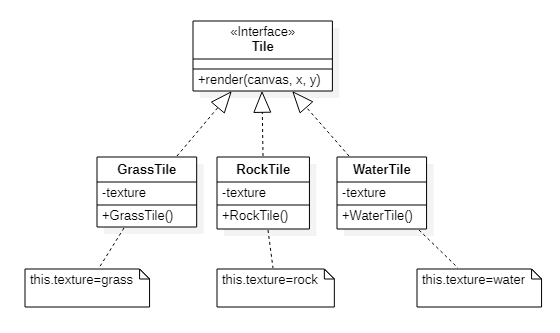 «Interface»
Tile
+render(canvas, x, y)
GrassTile
-texture
+GrassTile()
RockTile
-texture
+RockTile()
WaterTile
-texture
+WaterTile()
this.texture=grass
this.texture=rock
this.texture=water